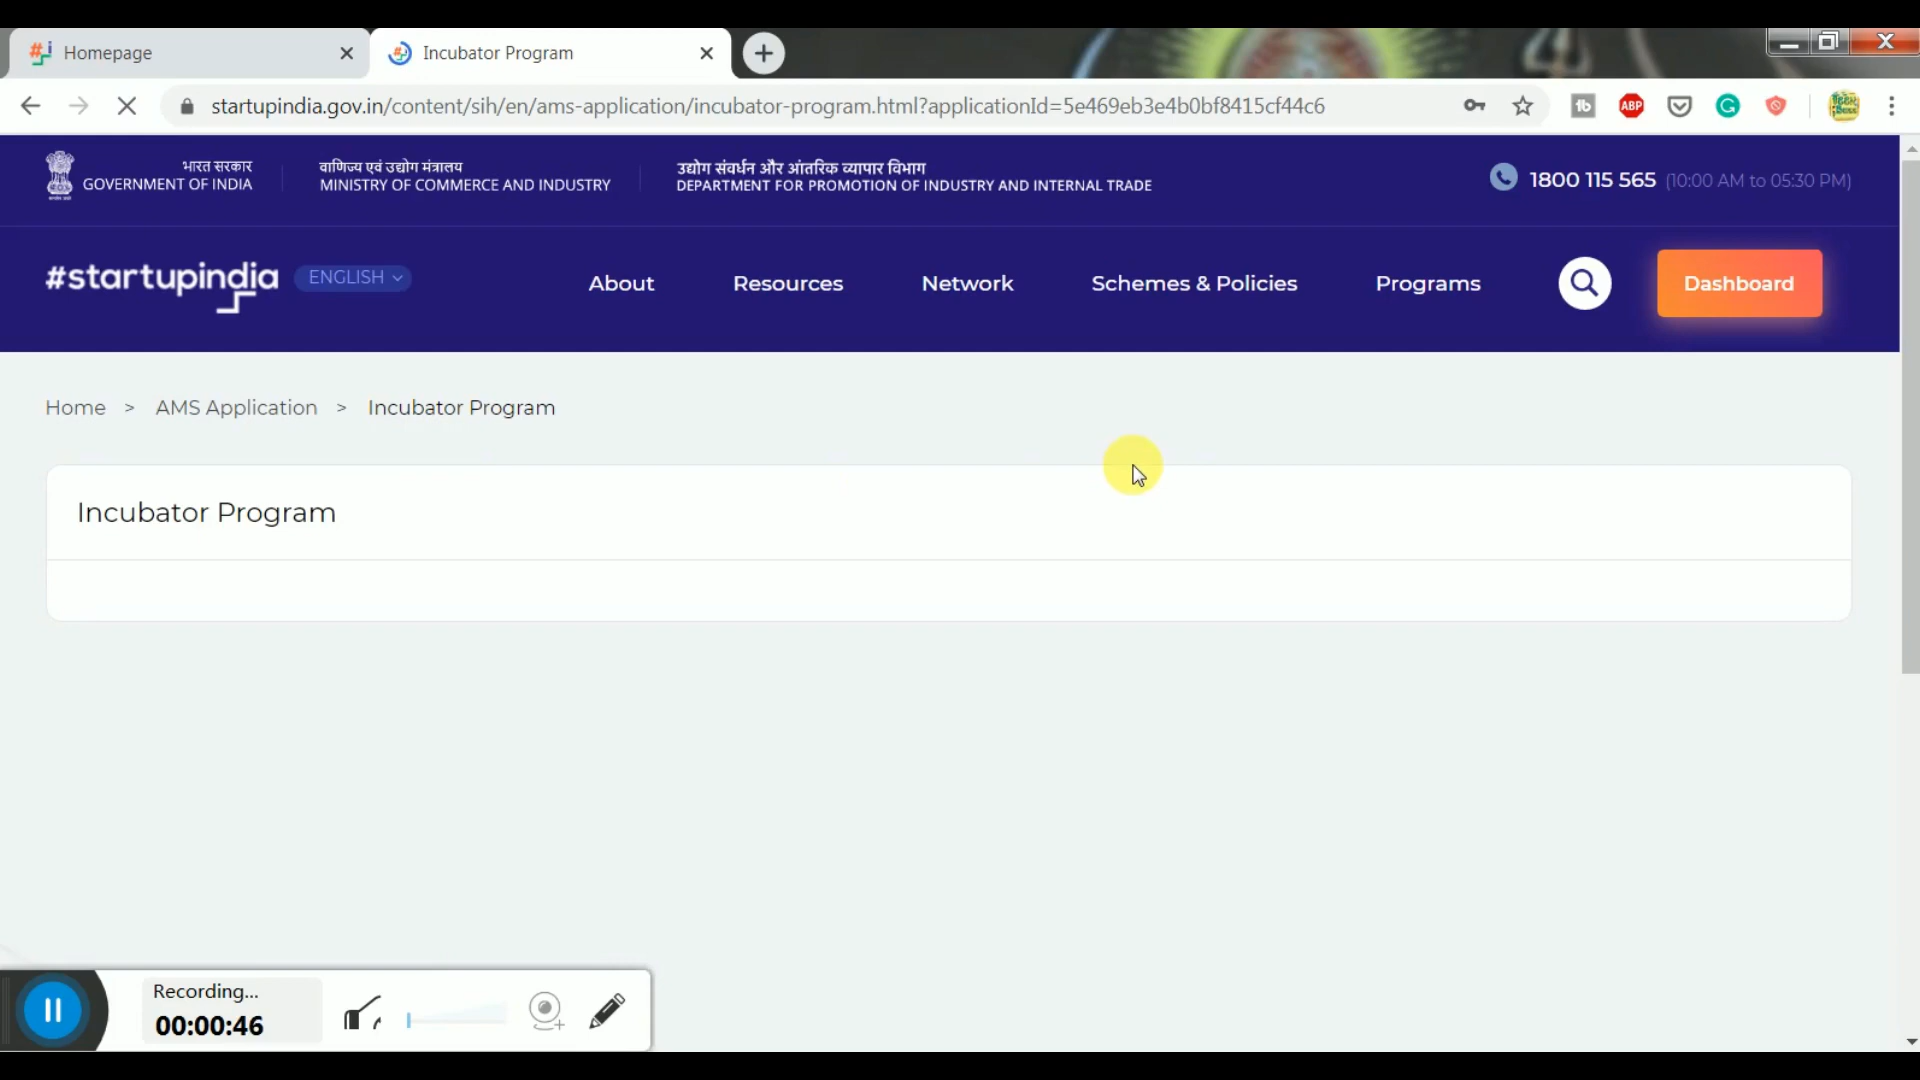 Homepage
Incubator Program
startupindia.gov.in/content/sih/en/ams-application/incubator-program.html?applicationId=5e469eb3e4b0bf8415cf44c6
ABP
भारत सरकार
GOVERNMENT OF INDIA
वाणिज्य एवं उद्योग मंत्रालय
MINISTRY OF COMMERCE AND INDUSTRY
उद्योग संवर्धन और आंतरिक व्यापार विभाग
DEPARTMENT FOR PROMOTION OF INDUSTRY AND INTERNAL TRADE
1800 115 565 (10:00 AM to 05:30 PM)
#startupindia
ENGLISH
About
Resources
Network
Schemes & Policies
Programs
Dashboard
Home > AMS Application > Incubator Program
Incubator Program
Recording...
00:00:46